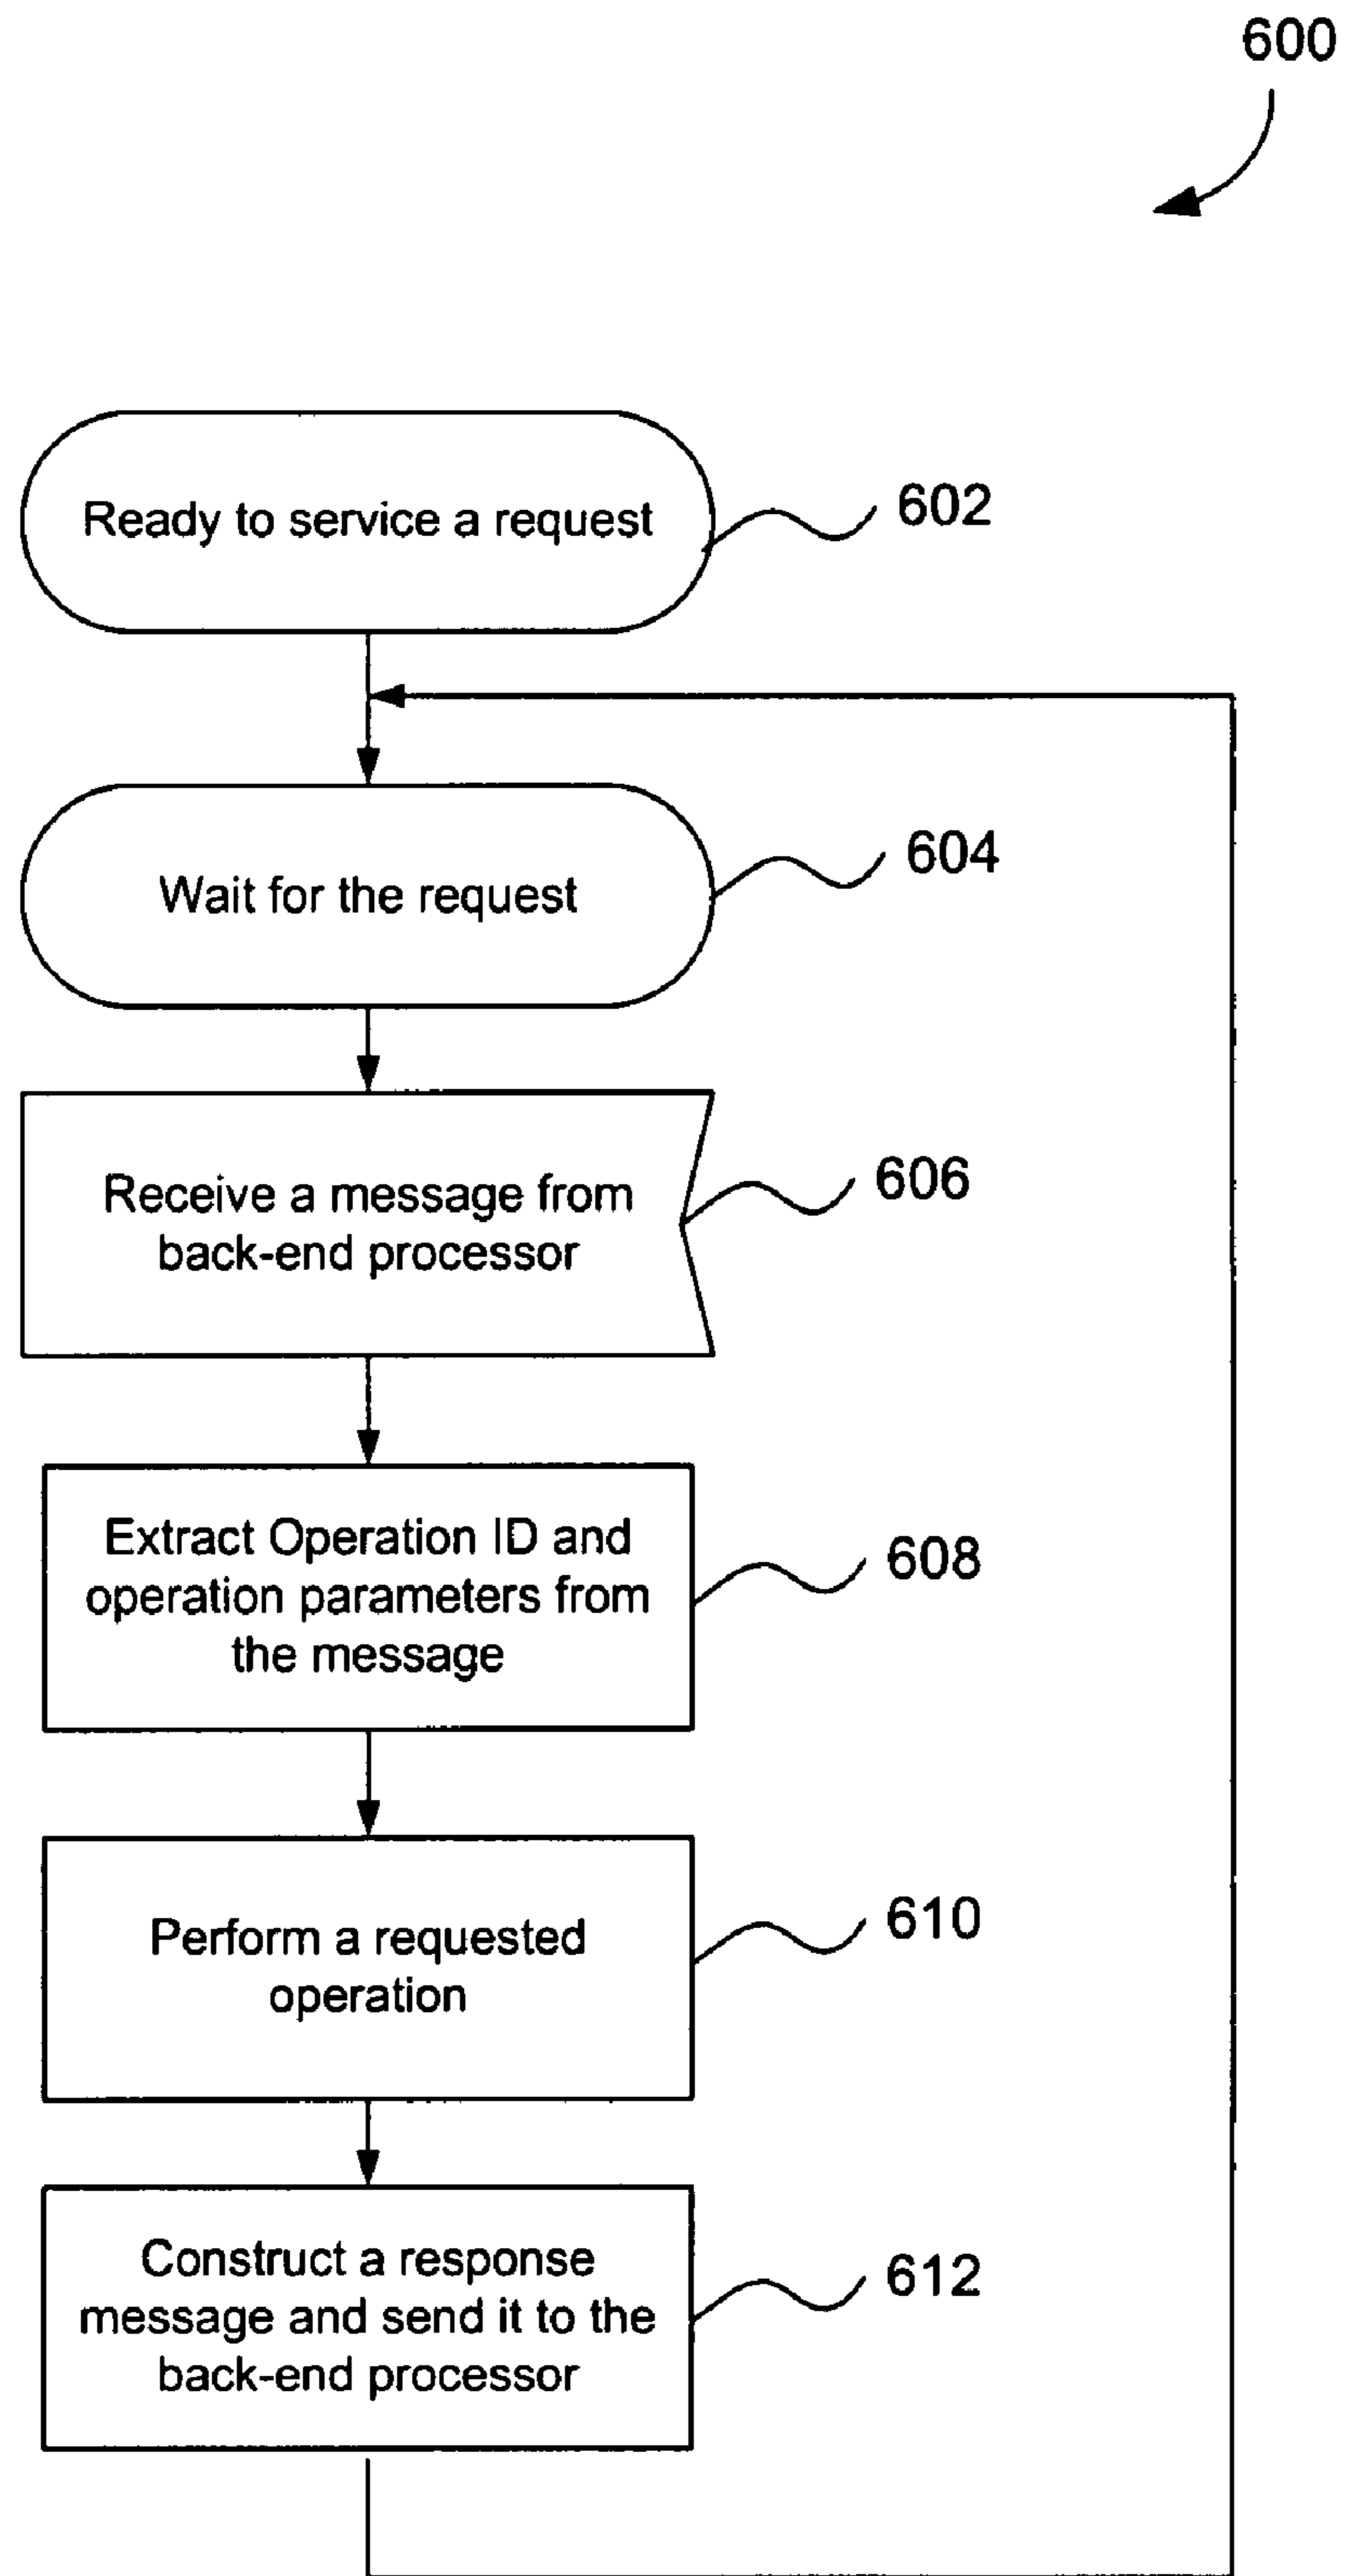 600
Ready to service a request
602
Wait for the request
604
Receive a message from
back-end processor
606
Extract Operation ID and
operation parameters from
the message
608
Perform a requested
operation
610
Construct a response
message and send it to the
back-end processor
612